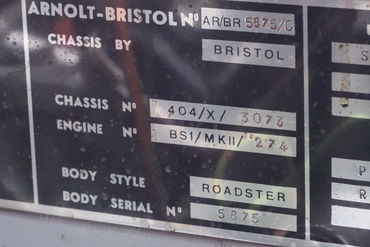 ARNOLT-BRISTOL Nº AR/BR 5875/C
CHASSIS BY BRISTOL
CHASSIS Nº 404/X/ 3073
ENGINE Nº BS1/MKII/ 274
BODY STYLE ROADSTER
BODY SERIAL Nº 5875